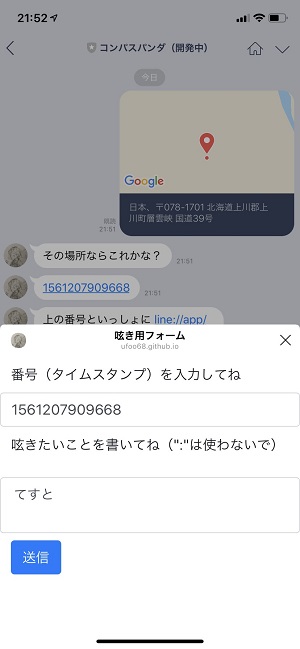 21:52
コンパスパンダ（開発中）
今日
Google
日本、〒078-1701 北海道上川郡上
川町層雲峡 国道39号
既読
21:51
その場所ならこれかな？
21:51
1561207909668
21:51
上の番号といっしょに line://app/
呟き用フォーム
ufoo68.github.io
番号（タイムスタンプ）を入力してね
1561207909668
呟きたいことを書いてね（":"は使わないで）
てすと
送信